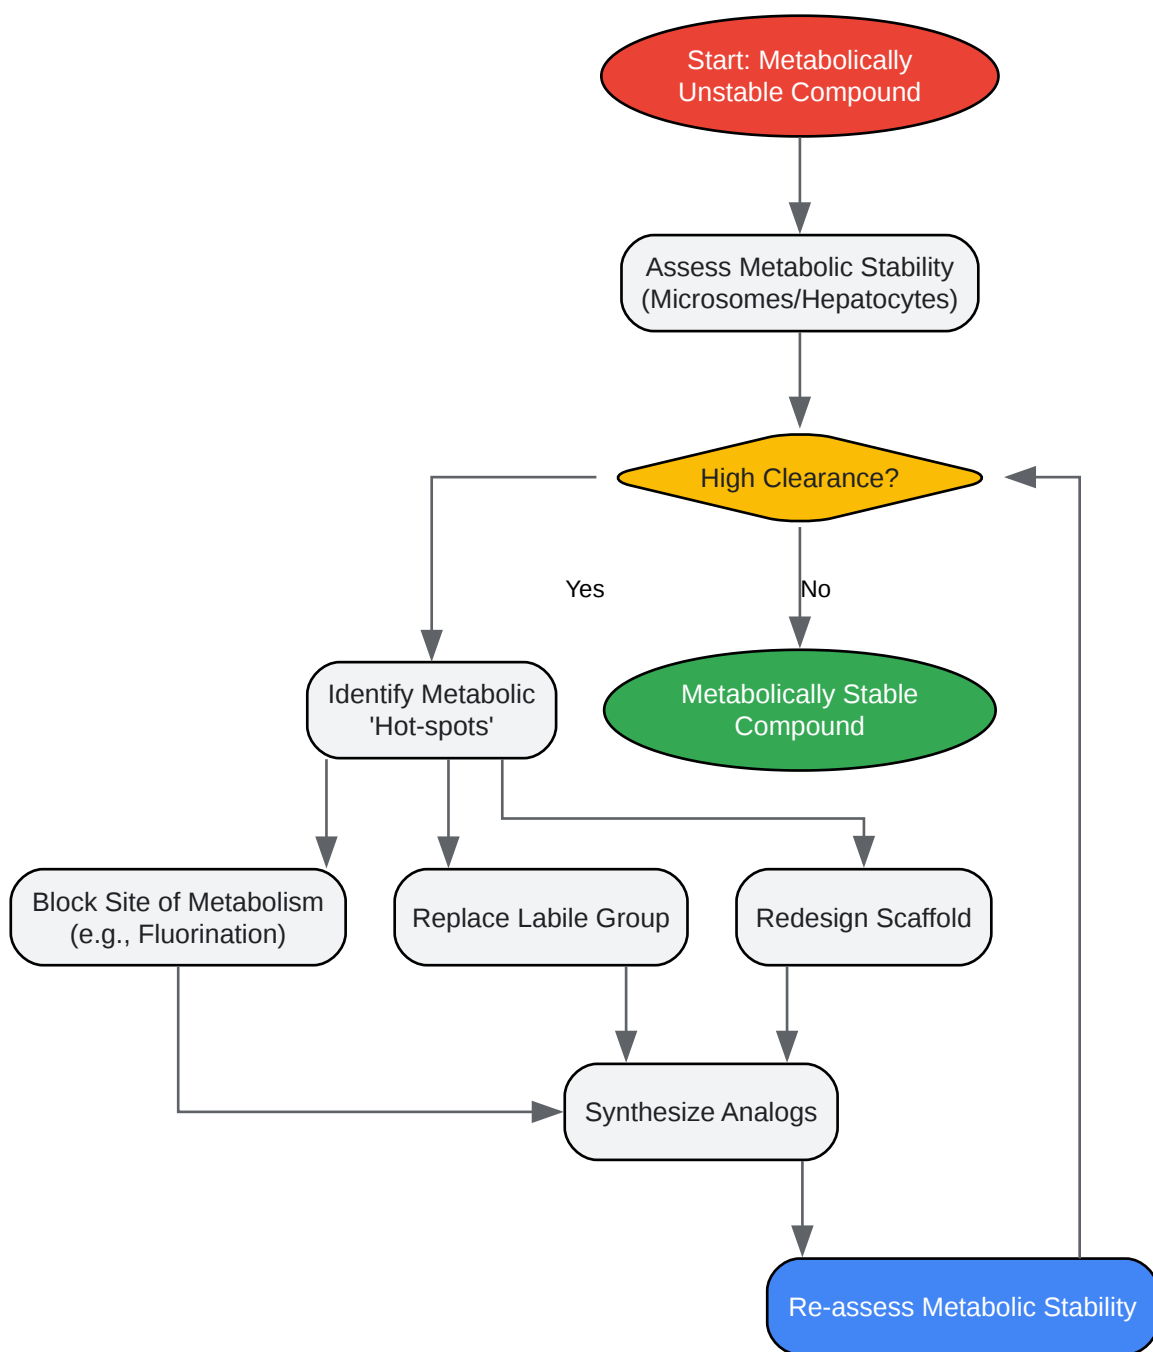 Start: Metabolically
Unstable Compound
Assess Metabolic Stability
(Microsomes/Hepatocytes)
High Clearance?
Yes
No
Identify Metabolic
'Hot-spots'
Metabolically Stable
Compound
Block Site of Metabolism
(e.g., Fluorination)
Replace Labile Group
Redesign Scaffold
Synthesize Analogs
Re-assess Metabolic Stability